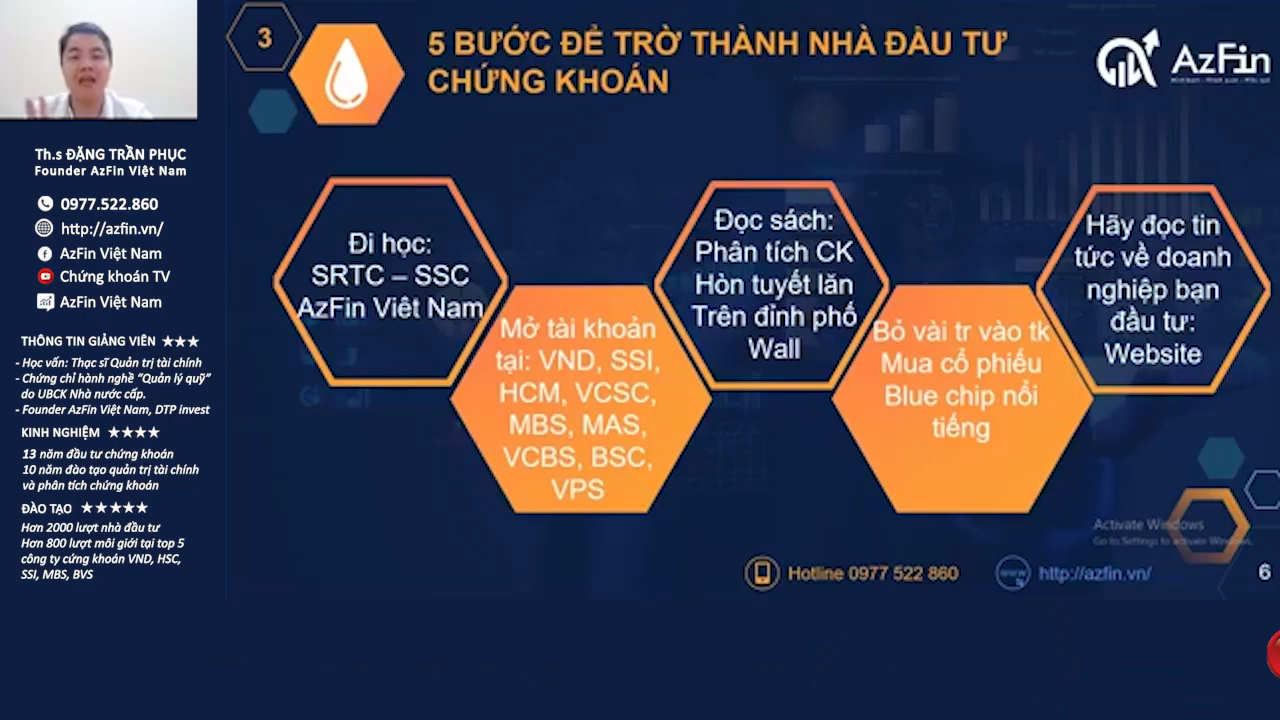 Th.s ĐẶNG TRẦN PHỤC
Founder AzFin Việt Nam
0977.522.860
http://azfin.vn/
AzFin Việt Nam
Chứng khoán TV
AzFin Việt Nam
THÔNG TIN GIẢNG VIÊN ★★★
- Học vấn: Thạc sĩ Quản trị tài chính
- Chứng chỉ hành nghề “Quản lý quỹ”
do UBCK Nhà nước cấp.
- Founder AzFin Việt Nam, DTP invest
KINH NGHIỆM ★★★★
13 năm đầu tư chứng khoán
10 năm đào tạo quản trị tài chính
và phân tích chứng khoán
ĐÀO TẠO ★★★★★
Hơn 2000 lượt nhà đầu tư
Hơn 800 lượt môi giới tại top 5
công ty cứng khoán VND, HSC,
SSI, MBS, BVS
3
5 BƯỚC ĐỂ TRỞ THÀNH NHÀ ĐẦU TƯ
CHỨNG KHOÁN
AzFin
Đi học:
SRTC – SSC
AzFin Việt Nam
Mở tài khoản
tại: VND, SSI,
HCM, VCSC,
MBS, MAS,
VCBS, BSC,
VPS
Đọc sách:
Phân tích CK
Hòn tuyết lăn
Trên đỉnh phố
Wall
Bỏ vài tr vào tk
Mua cổ phiếu
Blue chip nổi
tiếng
Hãy đọc tin
tức về doanh
nghiệp bạn
đầu tư:
Website
Activate Windows
Go to Settings to activate Windows.
Hotline 0977 522 860
www
http://azfin.vn/
6